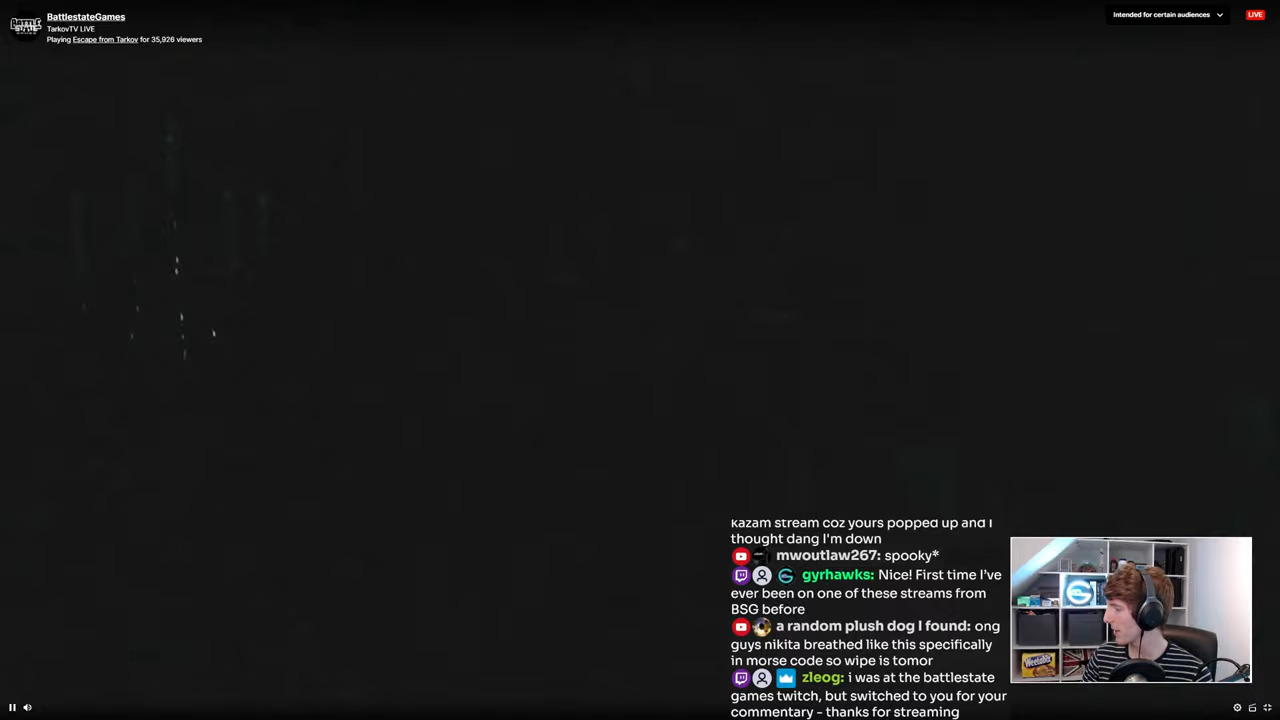 BattlestateGames
TarkovTV LIVE
Playing Escape from Tarkov for 35,926 viewers
Intended for certain audiences
LIVE
BATTLE
STATE
GAMES
kazam stream coz yours popped up and I
thought dang I'm down
mwoutlaw267: spooky*
gyrhawks: Nice! First time I've
ever been on one of these streams from
BSG before
a random plush dog I found: ong
guys nikita breathed like this specifically
in morse code so wipe is tomor
zleog: i was at the battlestate
games twitch, but switched to you for your
commentary - thanks for streaming
Weetabix